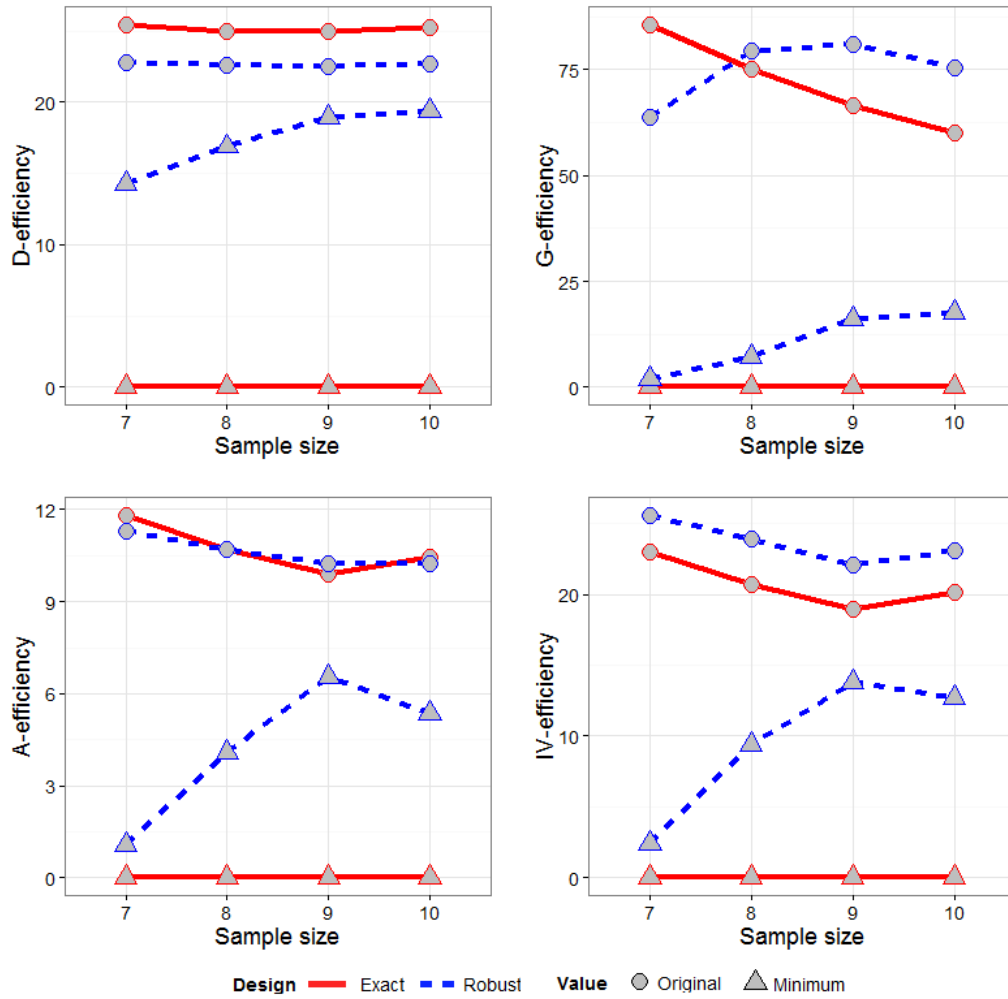 D-efficiency
20
10
0
7 8 9 10
Sample size
G-efficiency
75
50
25
0
7 8 9 10
Sample size
A-efficiency
12
9
6
3
0
7 8 9 10
Sample size
IV-efficiency
20
10
0
7 8 9 10
Sample size
Design Exact Robust Value Original Minimum